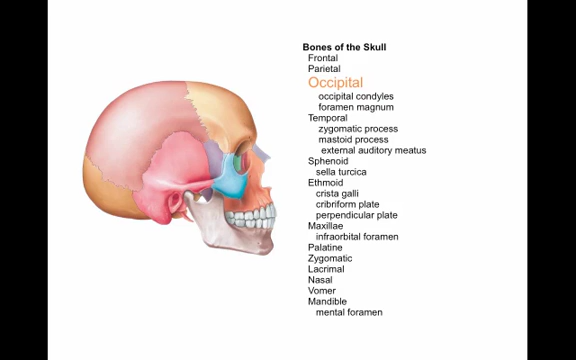 Bones of the Skull
Frontal
Parietal
Occipital
occipital condyles
foramen magnum
Temporal
zygomatic process
mastoid process
external auditory meatus
Sphenoid
sella turcica
Ethmoid
crista galli
cribriform plate
perpendicular plate
Maxillae
infraorbital foramen
Palatine
Zygomatic
Lacrimal
Nasal
Vomer
Mandible
mental foramen